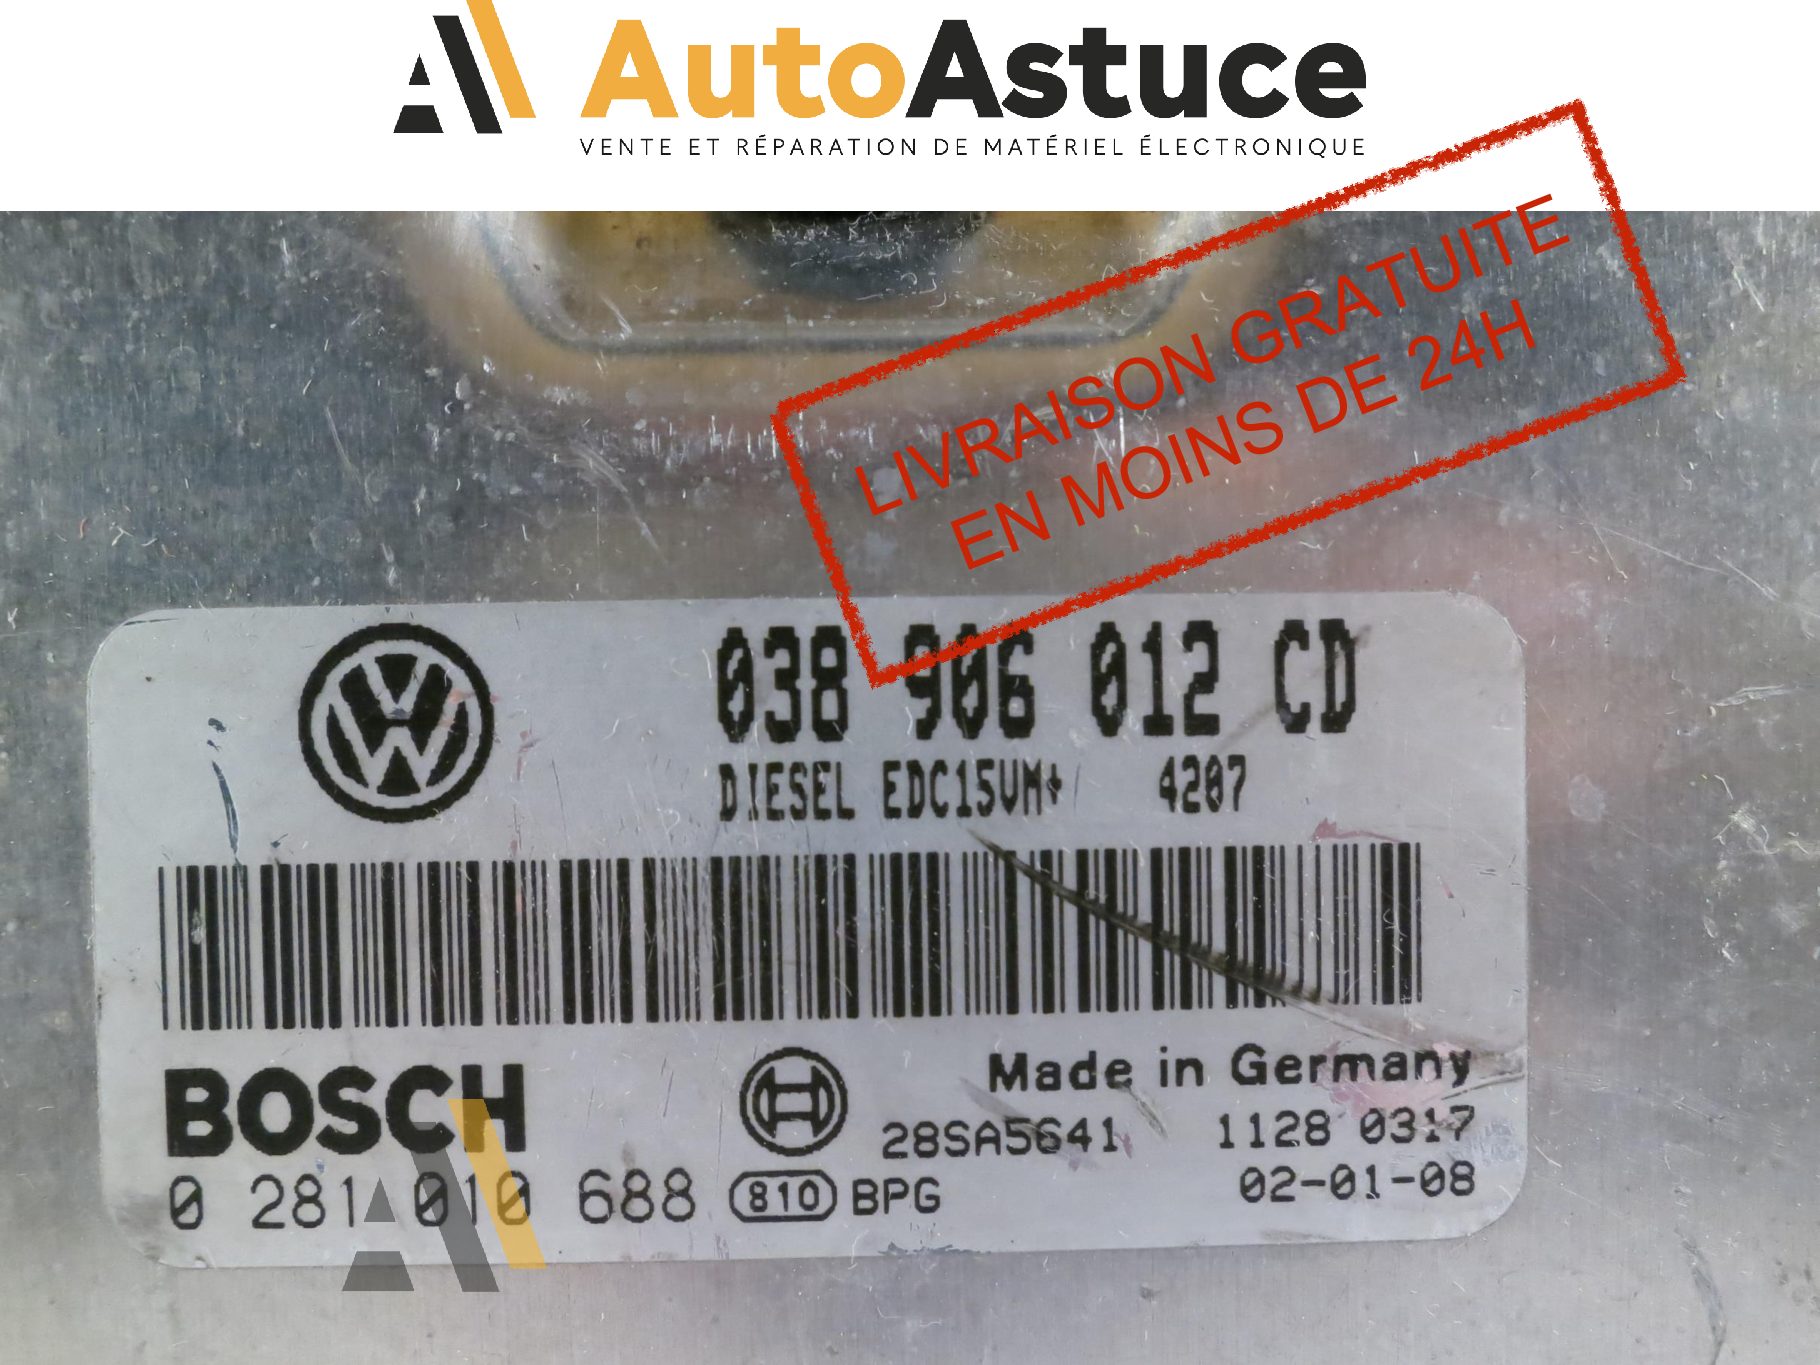 AutoAstuce
VENTE ET RÉPARATION DE MATÉRIEL ÉLECTRONIQUE
LIVRAISON GRATUITE
EN MOINS DE 24H
038 906 012 CD
DIESEL EDC15VM+ 4207
BOSCH
Made in Germany
28SA5641 1128 0317
0 281 010 688 810 BPG 02-01-08